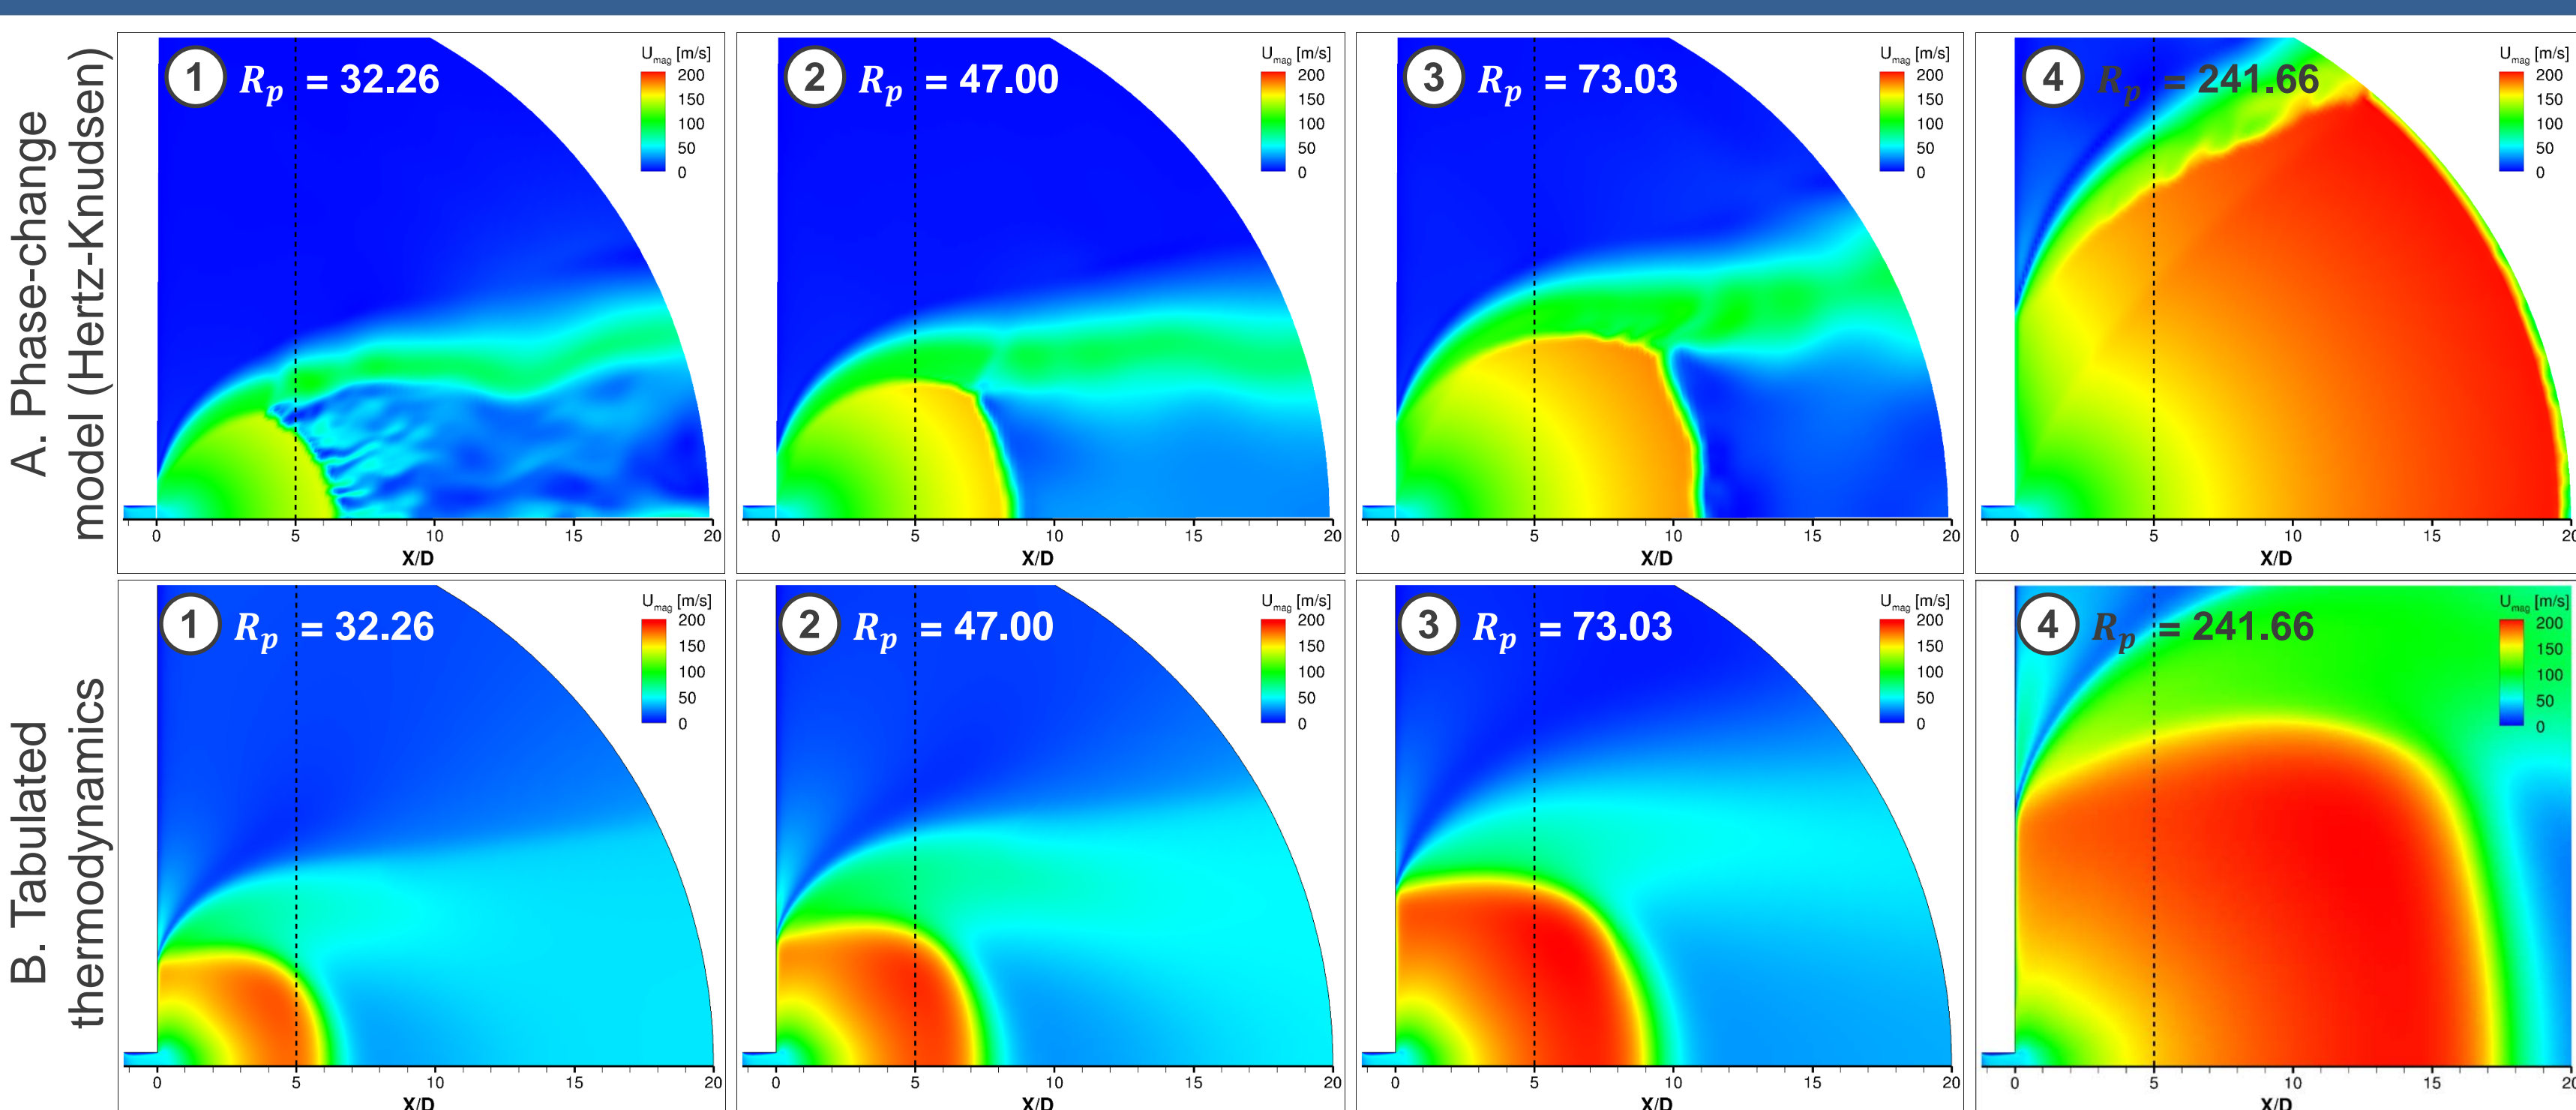 A. Phase-change
model (Hertz-Knudsen)
1 Rₚ = 32.26
Uₘₐg [m/s]
200
150
100
50
0
0 5 10 15 20
X/D
2 Rₚ = 47.00
Uₘₐg [m/s]
200
150
100
50
0
0 5 10 15 20
X/D
3 Rₚ = 73.03
Uₘₐg [m/s]
200
150
100
50
0
0 5 10 15 20
X/D
4 Rₚ = 241.66
Uₘₐg [m/s]
200
150
100
50
0
0 5 10 15 20
X/D
B. Tabulated
thermodynamics
1 Rₚ = 32.26
Uₘₐg [m/s]
200
150
100
50
0
0 5 10 15 20
X/D
2 Rₚ = 47.00
Uₘₐg [m/s]
200
150
100
50
0
0 5 10 15 20
X/D
3 Rₚ = 73.03
Uₘₐg [m/s]
200
150
100
50
0
0 5 10 15 20
X/D
4 Rₚ = 241.66
Uₘₐg [m/s]
200
150
100
50
0
0 5 10 15 20
X/D